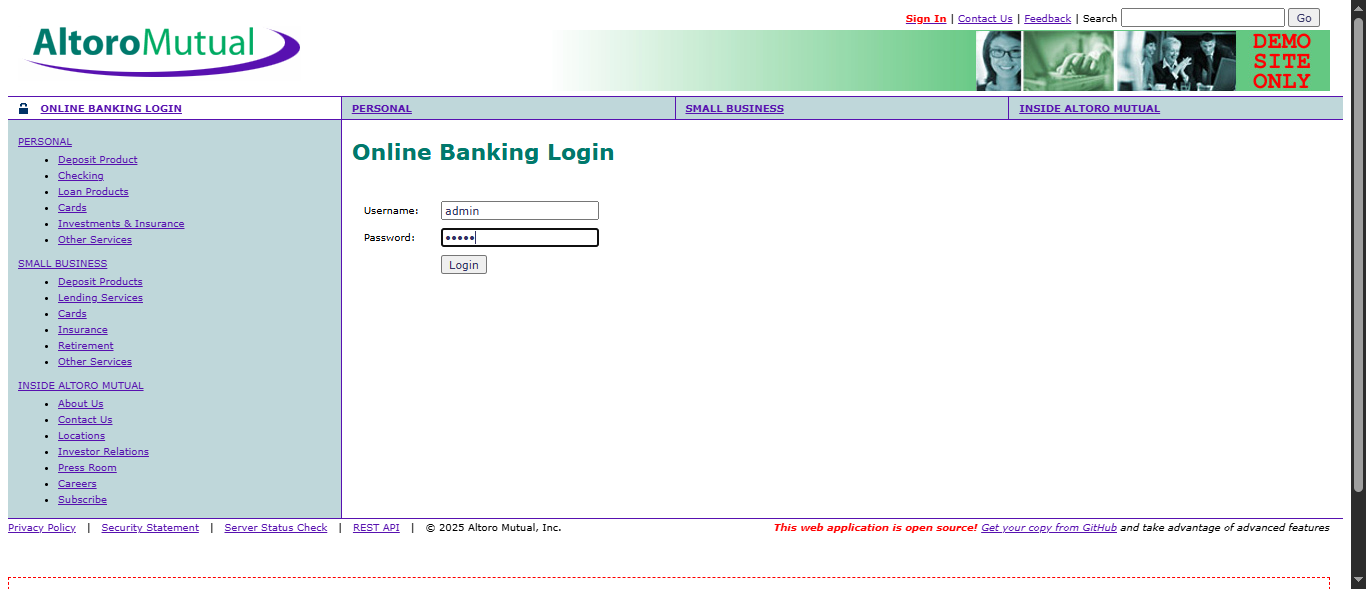 Sign In | Contact Us | Feedback | Search Go
AltoroMutual
DEMO
SITE
ONLY
ONLINE BANKING LOGIN
PERSONAL
SMALL BUSINESS
INSIDE ALTORO MUTUAL
PERSONAL
Deposit Product
Checking
Loan Products
Cards
Investments & Insurance
Other Services
SMALL BUSINESS
Deposit Products
Lending Services
Cards
Insurance
Retirement
Other Services
INSIDE ALTORO MUTUAL
About Us
Contact Us
Locations
Investor Relations
Press Room
Careers
Subscribe
Online Banking Login
Username: admin
Password: •••••
Login
Privacy Policy | Security Statement | Server Status Check | REST API | © 2025 Altoro Mutual, Inc.
This web application is open source! Get your copy from GitHub and take advantage of advanced features